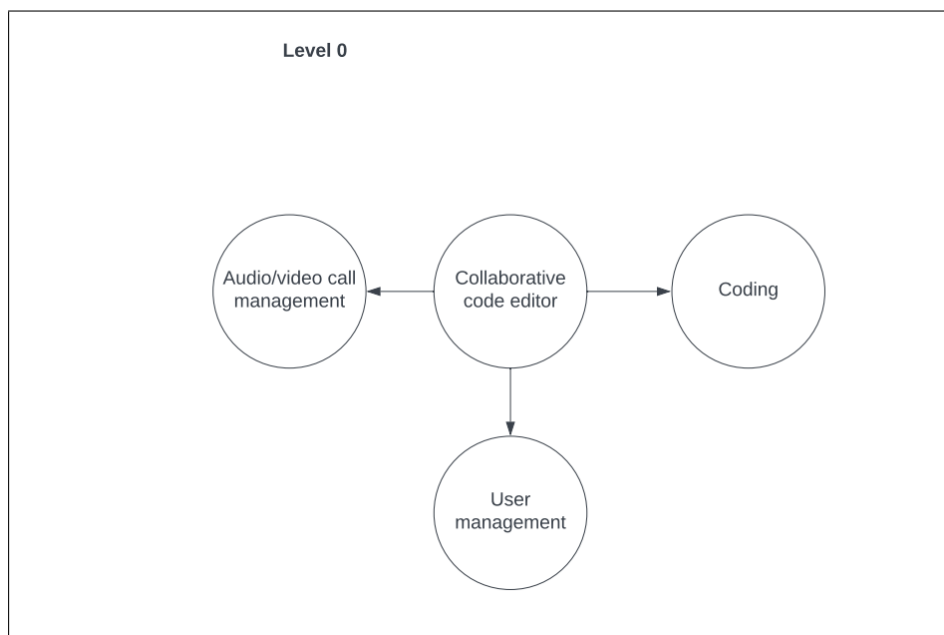 Level 0
Audio/video call
management
Collaborative
code editor
Coding
User
management